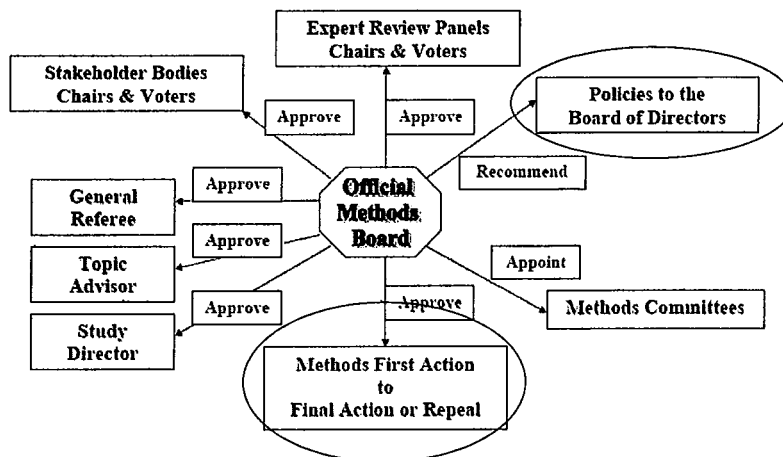 Expert Review Panels
Chairs & Voters
Stakeholder Bodies
Chairs & Voters
Policies to the
Board of Directors
Approve
Approve
Recommend
General
Referee
Approve
Official
Methods
Board
Topic
Advisor
Approve
Appoint
Methods Committees
Study
Director
Approve
Approve
Methods First Action
to
Final Action or Repeal